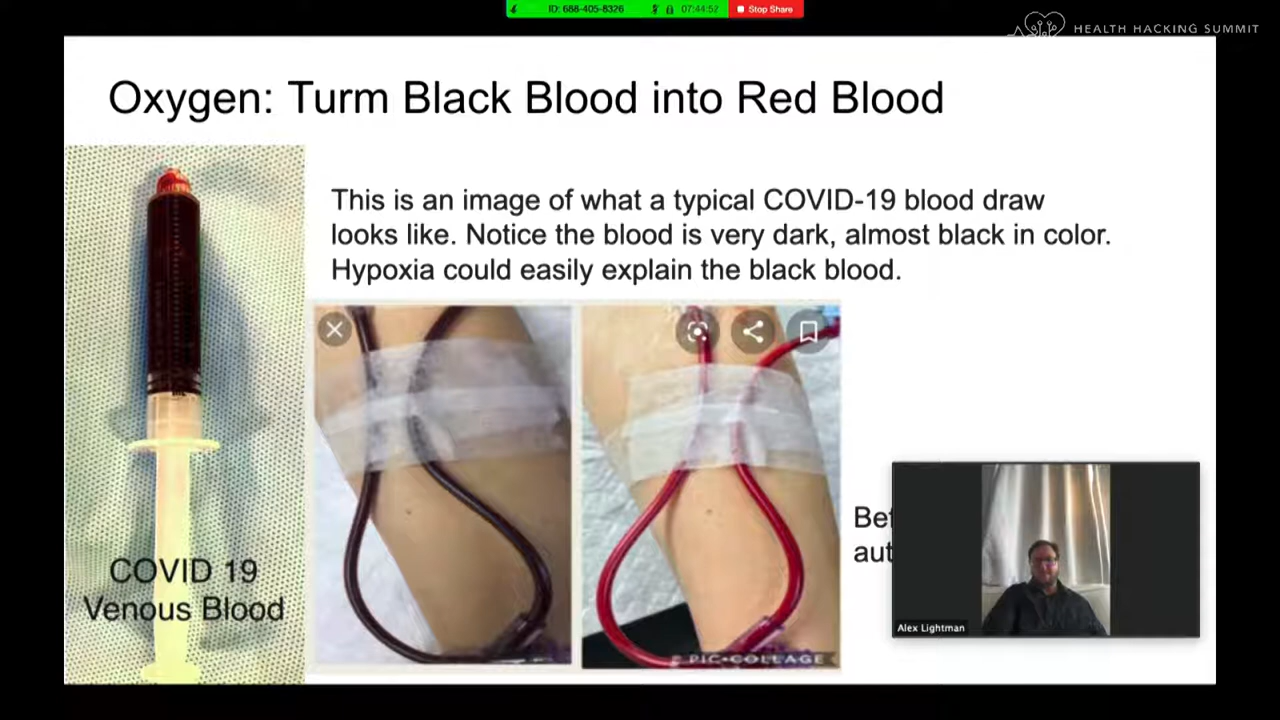 ID: 688-405-8326
07:44:52
Stop Share
HEALTH HACKING SUMMIT
Oxygen: Turm Black Blood into Red Blood
This is an image of what a typical COVID-19 blood draw
looks like. Notice the blood is very dark, almost black in color.
Hypoxia could easily explain the black blood.
COVID 19
Venous Blood
PIC•COLLAGE
Bef
aut
Alex Lightman